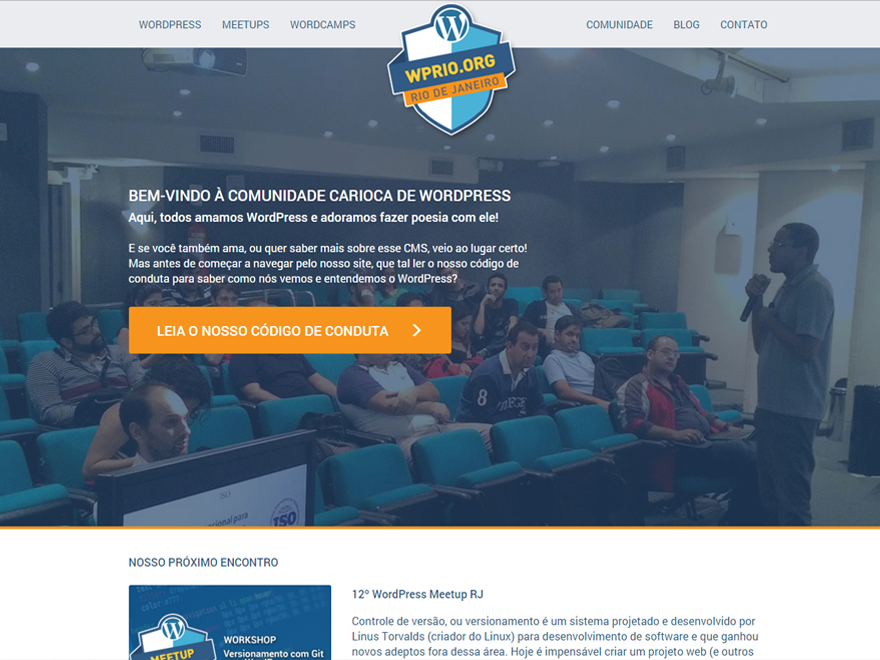 WORDPRESS MEETUPS WORDCAMPS
WPRIO.ORG
RIO DE JANEIRO
COMUNIDADE BLOG CONTATO
BEM-VINDO À COMUNIDADE CARIOCA DE WORDPRESS
Aqui, todos amamos WordPress e adoramos fazer poesia com ele!
E se você também ama, ou quer saber mais sobre esse CMS, veio ao lugar certo!
Mas antes de começar a navegar pelo nosso site, que tal ler o nosso código de
conduta para saber como nós vemos e entendemos o WordPress?
LEIA O NOSSO CÓDIGO DE CONDUTA
8
ISO
ISO
NOSSO PRÓXIMO ENCONTRO
MEETUP
WORKSHOP
Versionamento com Git
12º WordPress Meetup RJ
Controle de versão, ou versionamento é um sistema projetado e desenvolvido por
Linus Torvalds (criador do Linux) para desenvolvimento de software e que ganhou
novos adeptos fora dessa área. Hoje é impensável criar um projeto web (e outros